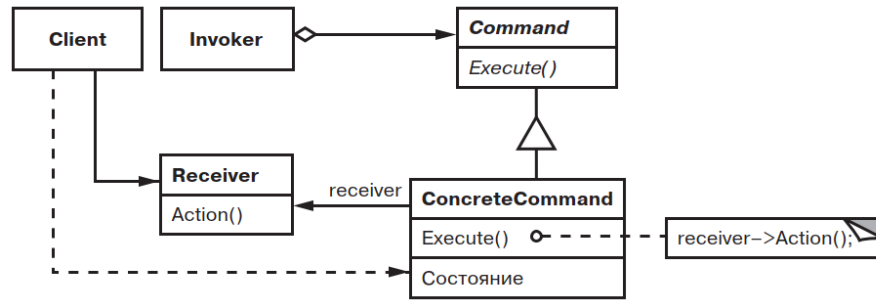 Client
Invoker
Command
Execute()
Receiver
Action()
receiver
ConcreteCommand
Execute()
receiver–>Action();
Состояние